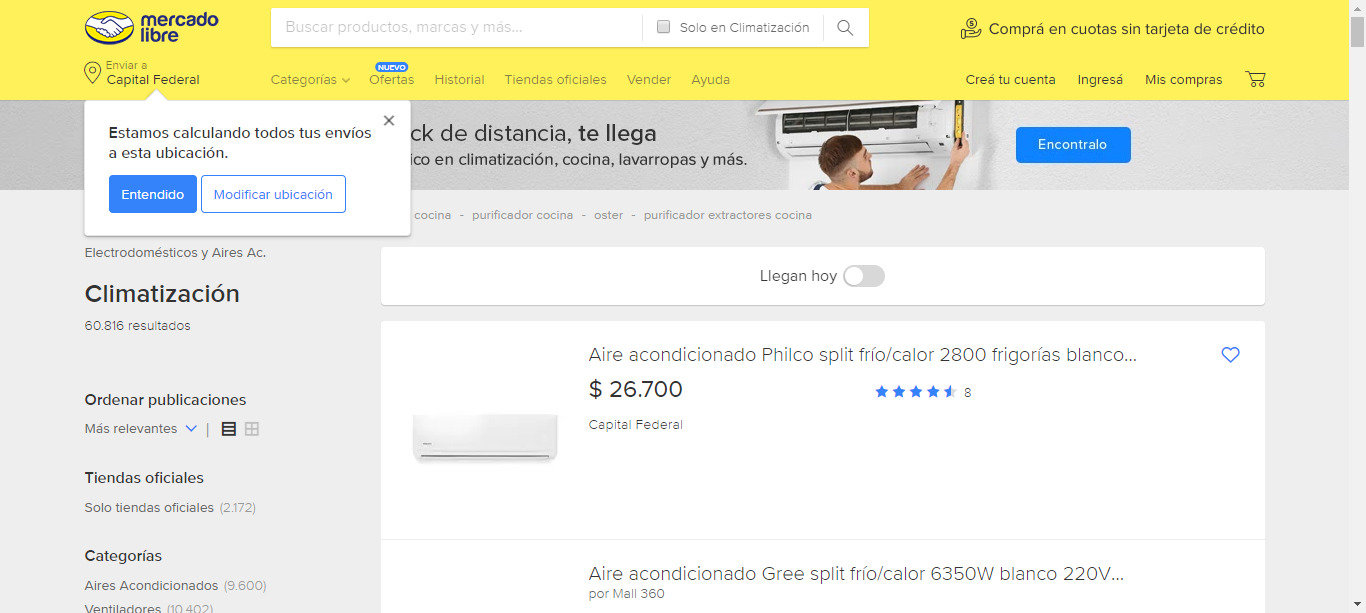 mercado
libre
Buscar productos, marcas y más...
Solo en Climatización
Comprá en cuotas sin tarjeta de crédito
Enviar a
Capital Federal
Categorías
NUEVO
Ofertas
Historial
Tiendas oficiales
Vender
Ayuda
Creá tu cuenta
Ingresá
Mis compras
Estamos calculando todos tus envíos
a esta ubicación.
Entendido
Modificar ubicación
de distancia, te llega
en climatización, cocina, lavarropas y más.
Encontralo
cocina - purificador cocina - oster - purificador extractores cocina
Electrodomésticos y Aires Ac.
Climatización
60.816 resultados
Llegan hoy
Ordenar publicaciones
Más relevantes
Tiendas oficiales
Solo tiendas oficiales (2.172)
Categorías
Aires Acondicionados (9.600)
Ventiladores (10.402)
Aire acondicionado Philco split frío/calor 2800 frigorías blanco...
$ 26.700
8
Capital Federal
Aire acondicionado Gree split frío/calor 6350W blanco 220V...
por Mall 360